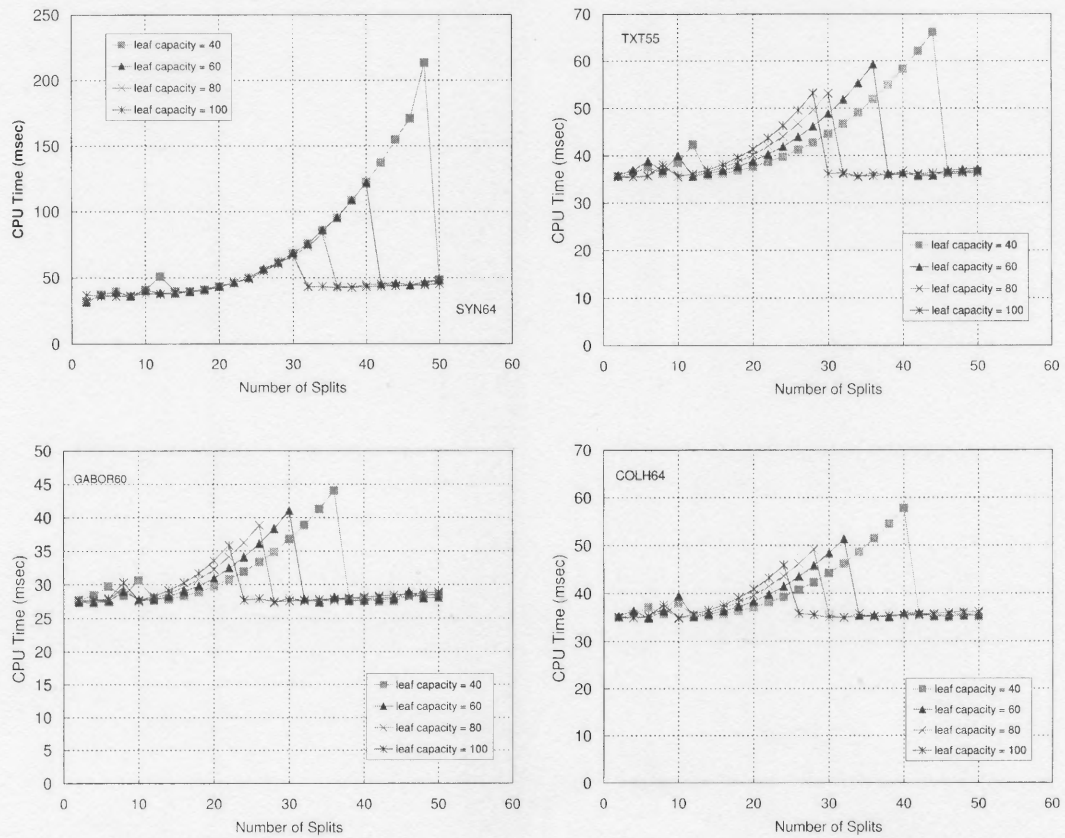 250
200
150
100
50
0
CPU Time (msec)
leaf capacity = 40
leaf capacity = 60
leaf capacity = 80
leaf capacity = 100
SYN64
0 10 20 30 40 50 60
Number of Splits
70
60
50
40
30
20
10
0
CPU Time (msec)
TXT55
leaf capacity = 40
leaf capacity = 60
leaf capacity = 80
leaf capacity = 100
0 10 20 30 40 50 60
Number of Splits
50
45
40
35
30
25
20
15
10
5
0
CPU Time (msec)
GABOR60
leaf capacity = 40
leaf capacity = 60
leaf capacity = 80
leaf capacity = 100
0 10 20 30 40 50 60
Number of Splits
70
60
50
40
30
20
10
0
CPU Time (msec)
COLH64
leaf capacity = 40
leaf capacity = 60
leaf capacity = 80
leaf capacity = 100
0 10 20 30 40 50 60
Number of Splits